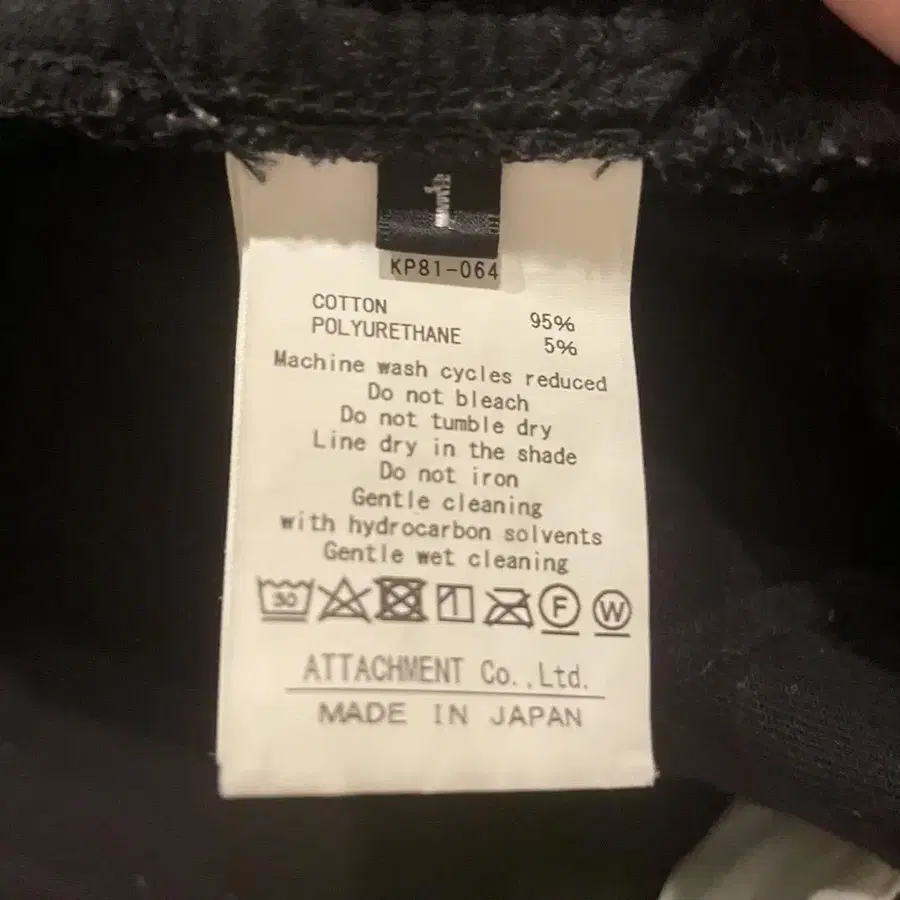 1
KP81-064
COTTON 95%
POLYURETHANE 5%
Machine wash cycles reduced
Do not bleach
Do not tumble dry
Line dry in the shade
Do not iron
Gentle cleaning
with hydrocarbon solvents
Gentle wet cleaning
30 F W
ATTACHMENT Co.,Ltd.
MADE IN JAPAN